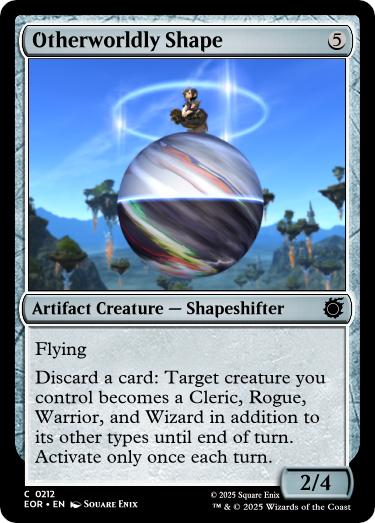 Otherworldly Shape 5
Artifact Creature — Shapeshifter
Flying
Discard a card: Target creature you
control becomes a Cleric, Rogue,
Warrior, and Wizard in addition to
its other types until end of turn.
Activate only once each turn.
2/4
C 0212
EOR • EN SQUARE ENIX
© 2025 Square Enix
™ & © 2025 Wizards of the Coast